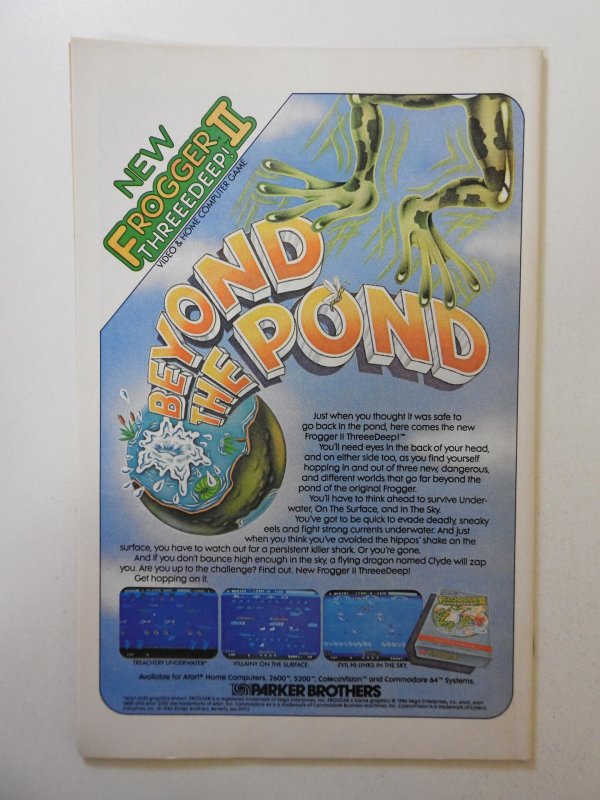 NEW
FROGGER II
THREEEDEEP!
VIDEO & HOME COMPUTER GAME
BEYOND
THE POND
Just when you thought it was safe to
go back in the pond, here comes the new
Frogger II ThreeeDeep!™
You'll need eyes in the back of your head,
and on either side too, as you find yourself
hopping in and out of three new, dangerous,
and different worlds that go far beyond the
pond of the original Frogger.
You'll have to think ahead to survive Under-
water, On The Surface, and In The Sky.
You've got to be quick to evade deadly, sneaky
eels and fight strong currents underwater. And just
when you think you've avoided the hippos' shake on the
surface, you have to watch out for a persistent killer shark. Or you're gone.
And if you don't bounce high enough in the sky, a flying dragon named Clyde will zap
you. Are you up to the challenge? Find out. New Frogger II ThreeeDeep!
Get hopping on it.
TREACHERY UNDERWATER*
VILLAINY ON THE SURFACE.
EVIL HI-JINKS IN THE SKY.
Available for Atari® Home Computers, 2600™, 5200™, ColecoVision™ and Commodore 64™ Systems.
PARKER BROTHERS